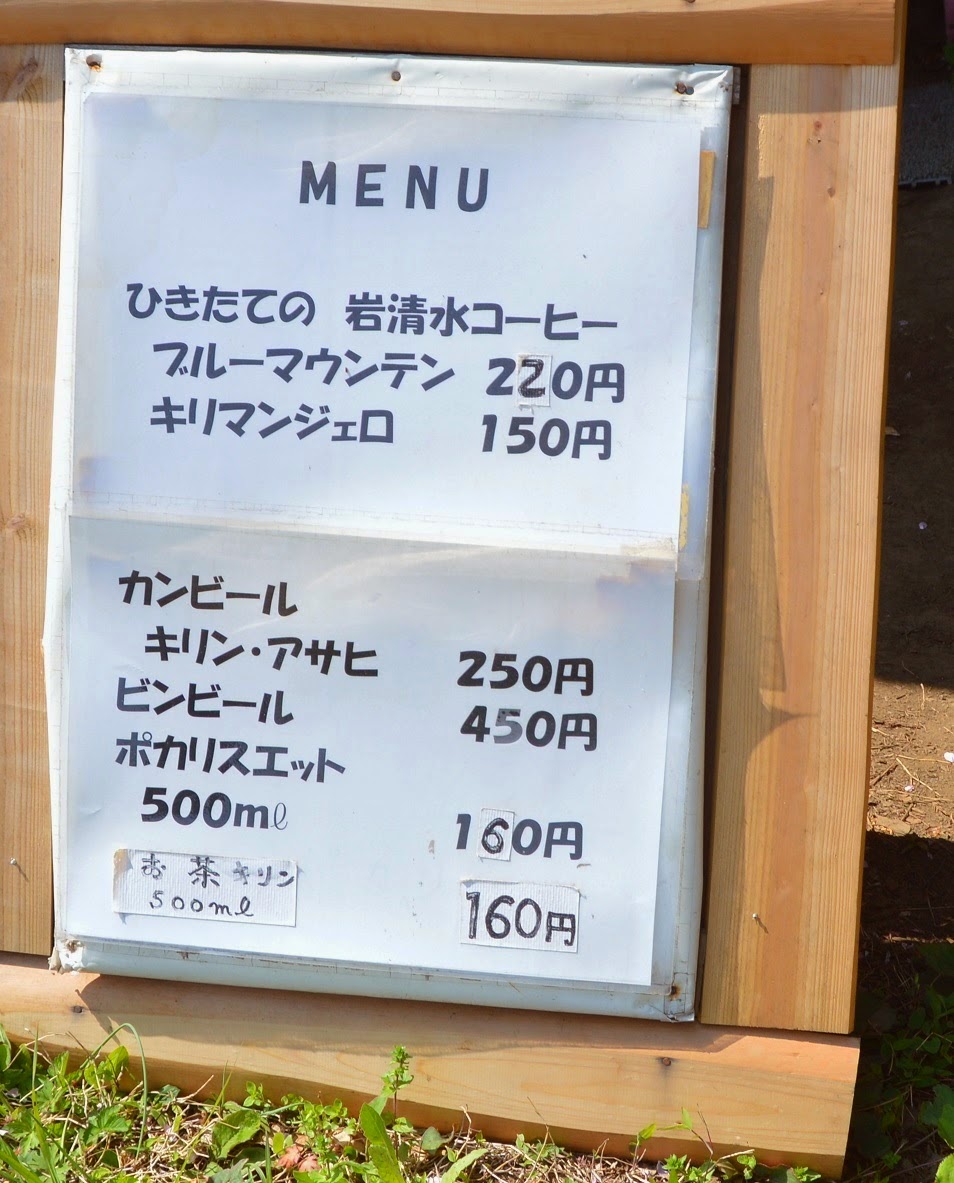 MENU
ひきたての 岩清水コーヒー
ブルーマウンテン 220円
キリマンジェロ 150円
カンビール
キリン・アサヒ 250円
ビンビール 450円
ポカリスエット
500mℓ 160円
お茶キリン
500mℓ 160円